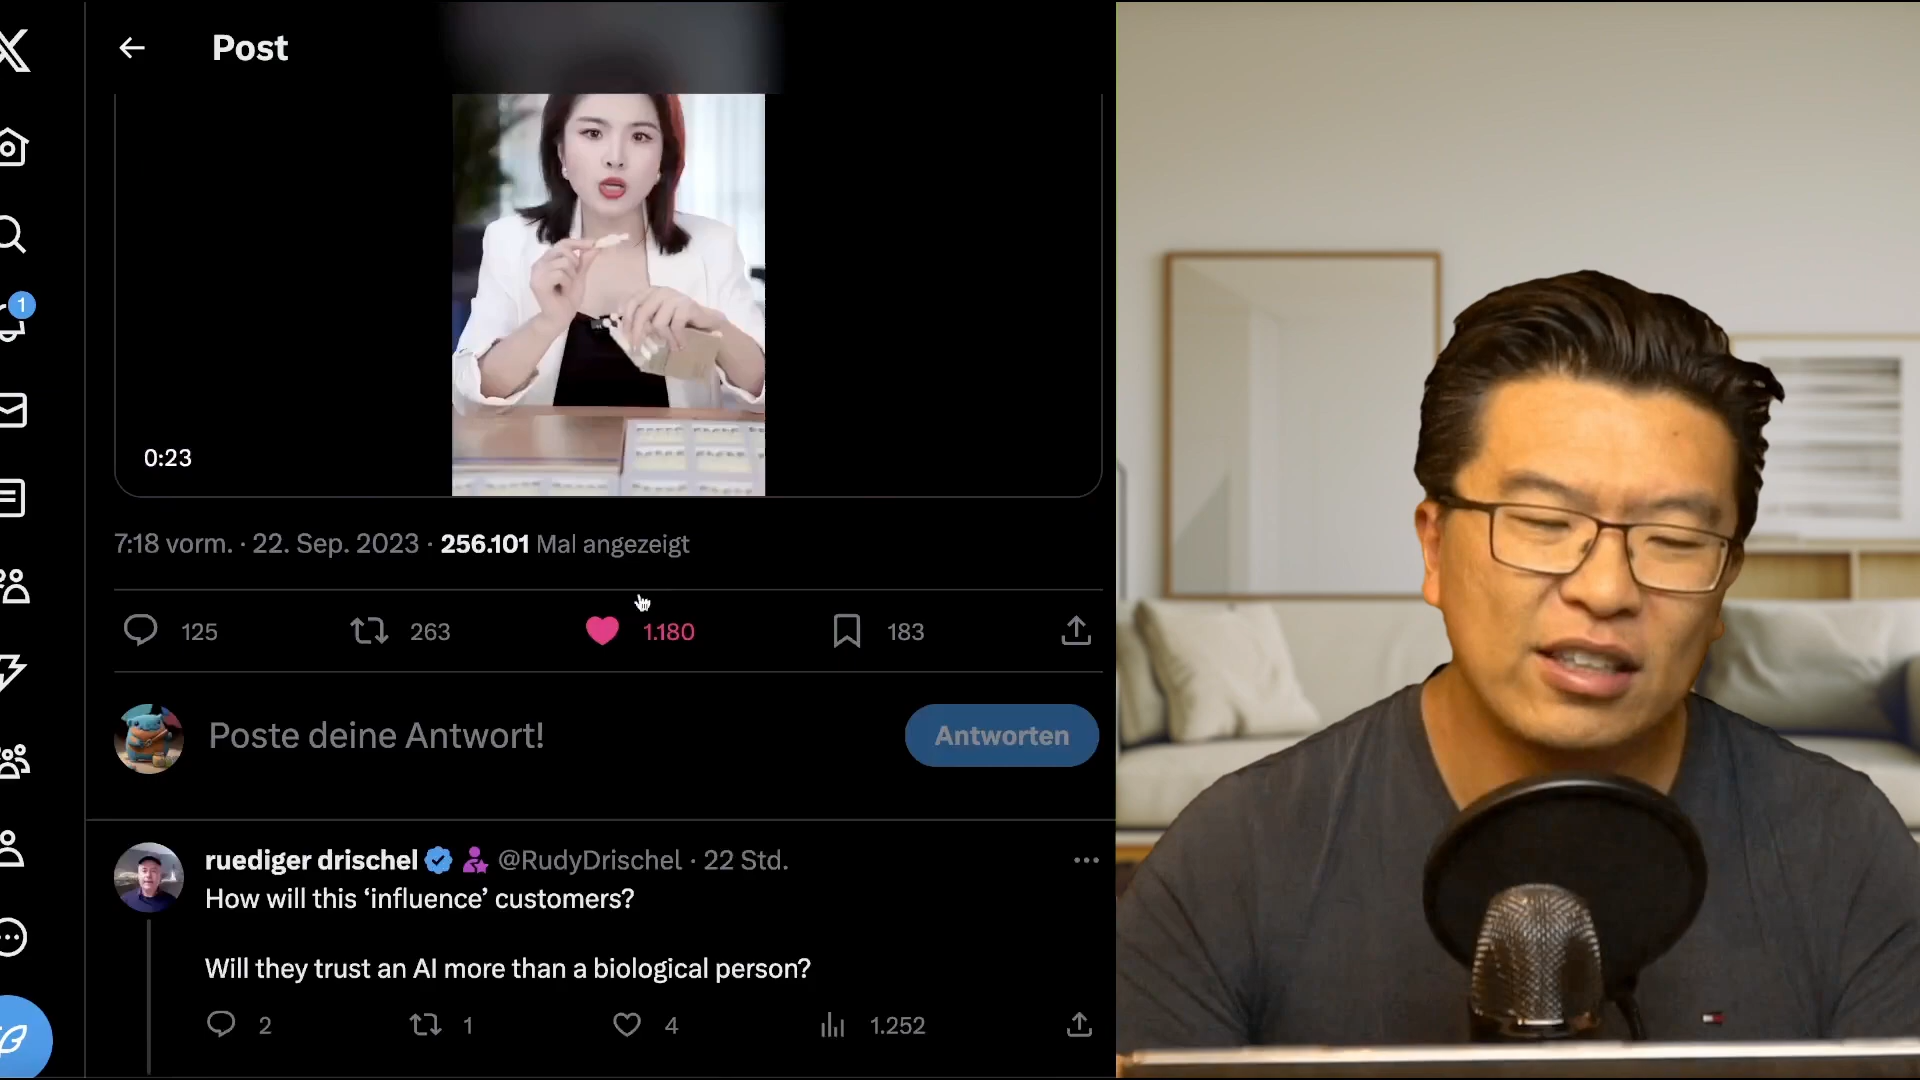 Post
1
0:23
7:18 vorm. · 22. Sep. 2023 · 256.101 Mal angezeigt
125 263 1.180 183
Poste deine Antwort!
Antworten
ruediger drischel @RudyDrischel · 22 Std.
How will this ‘influence’ customers?
Will they trust an AI more than a biological person?
2 1 4 1.252